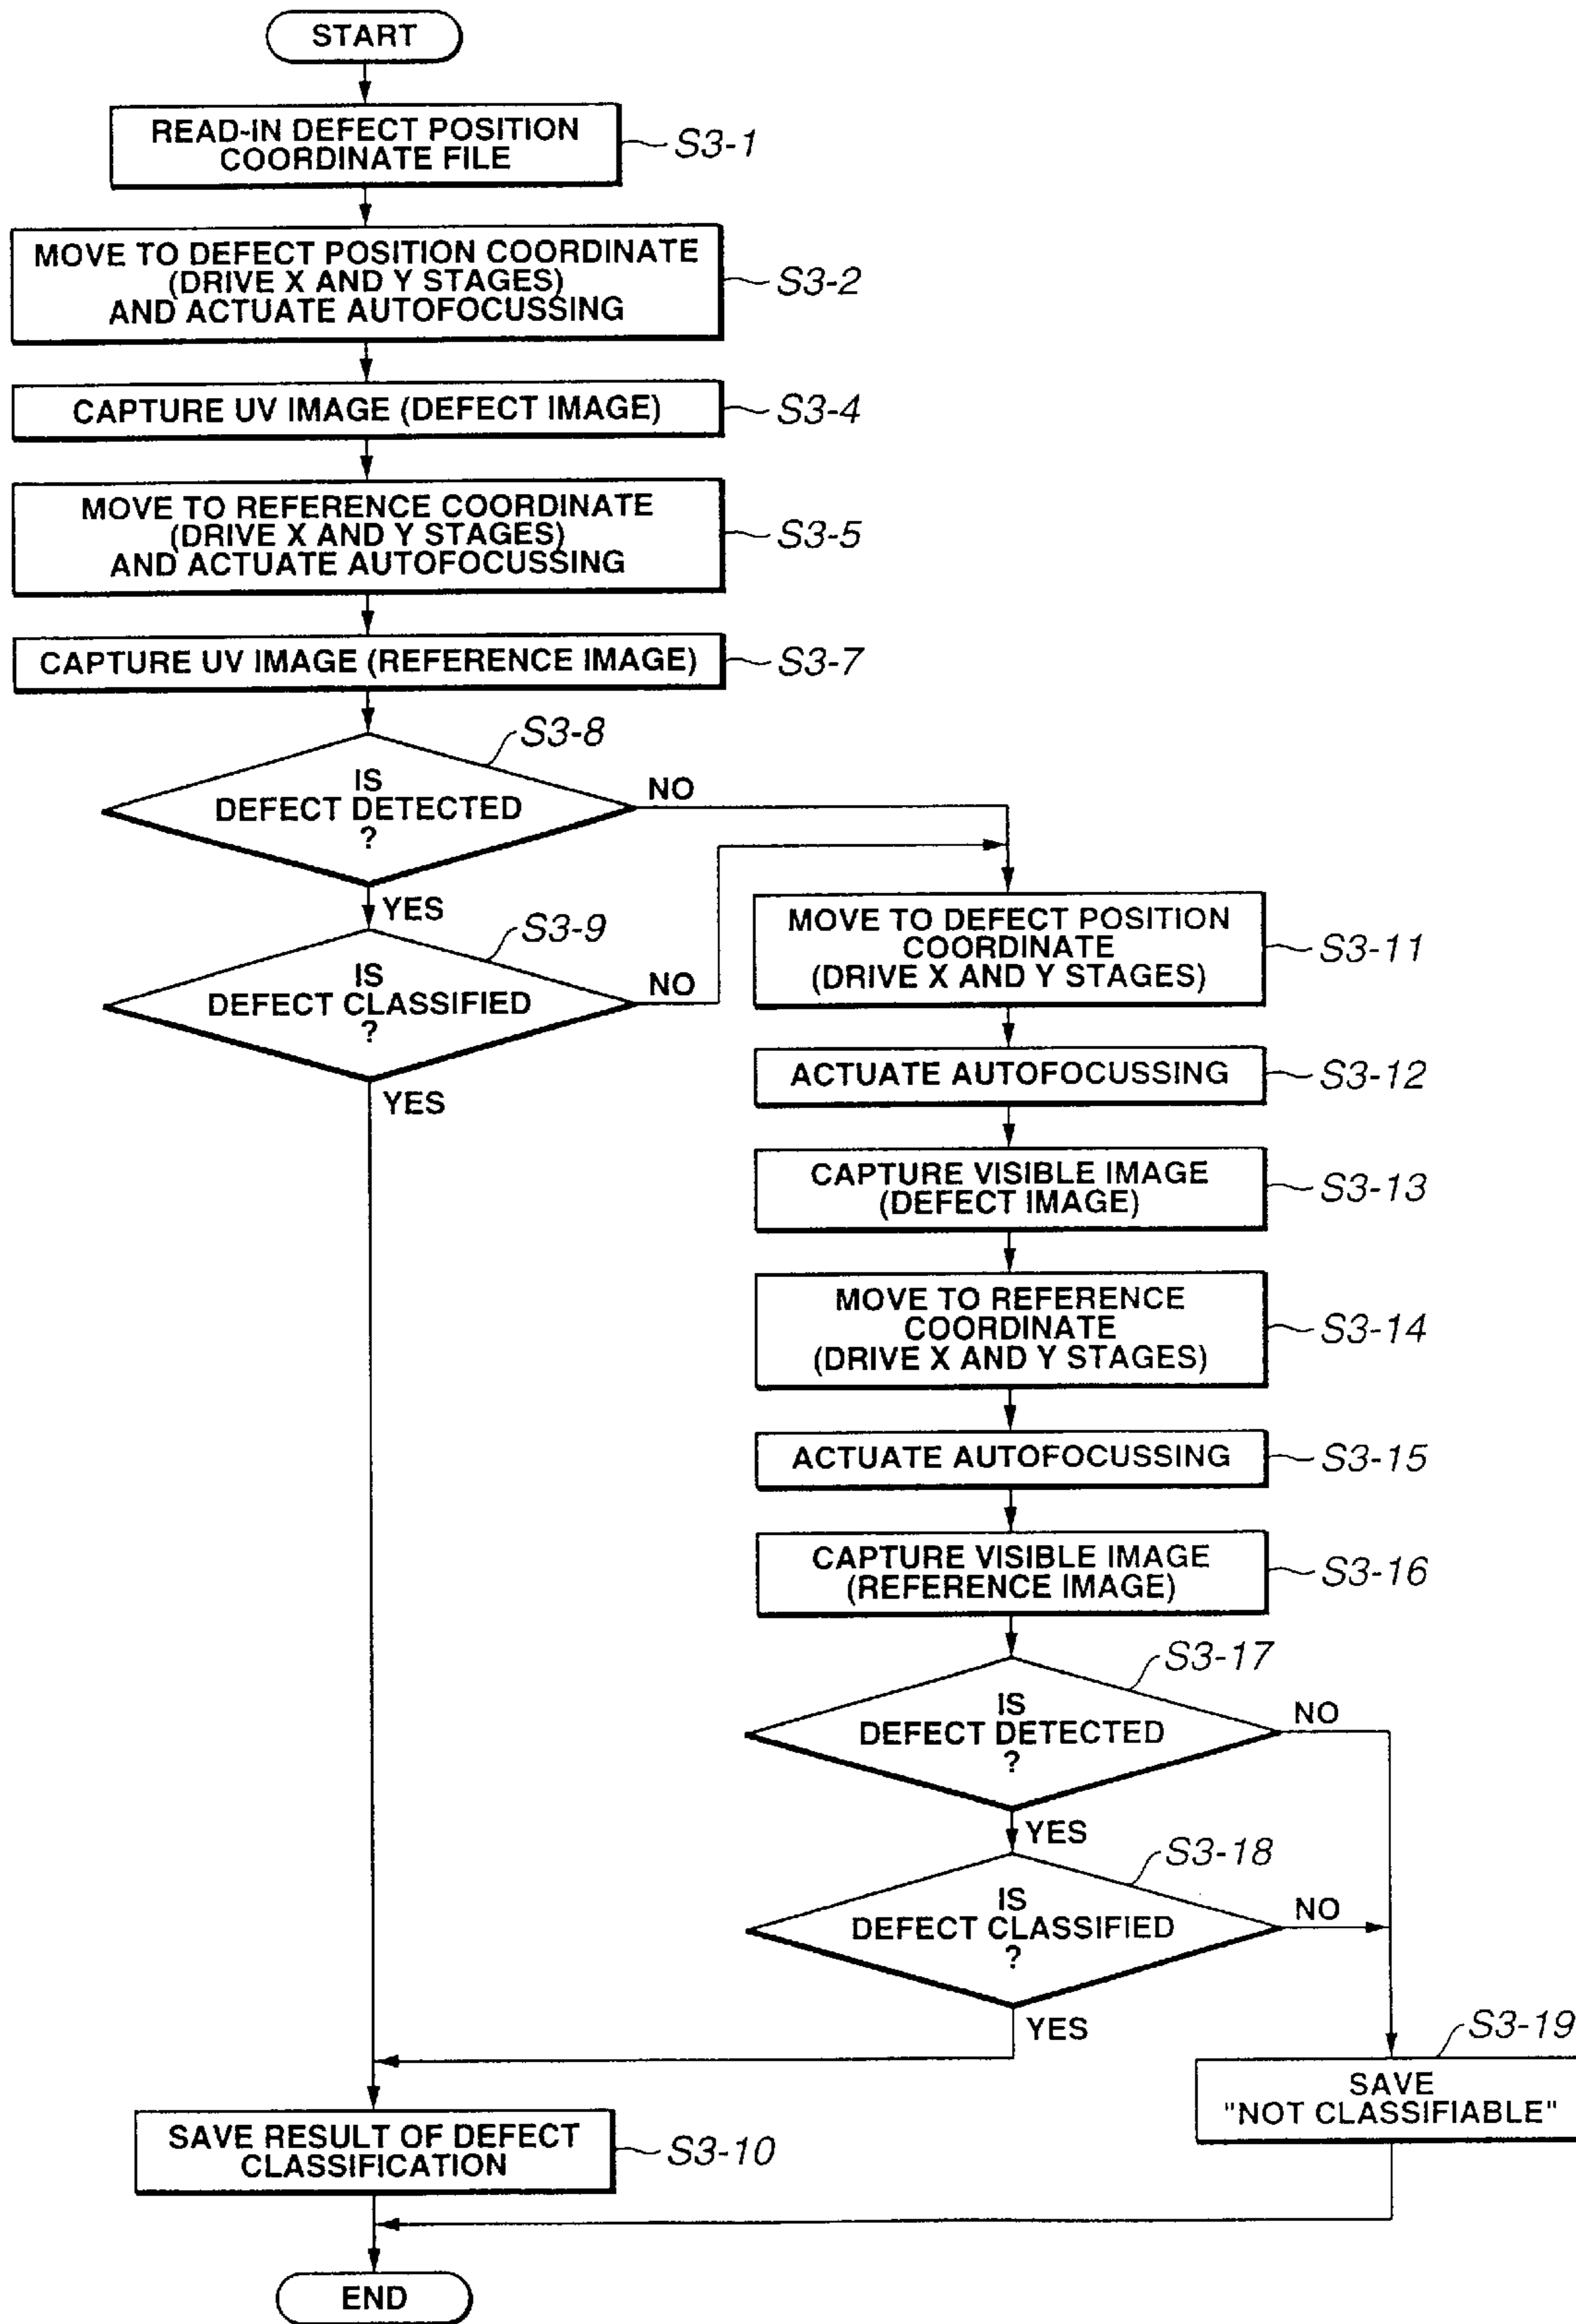 START
READ-IN DEFECT POSITION
COORDINATE FILE
S3-1
MOVE TO DEFECT POSITION COORDINATE
(DRIVE X AND Y STAGES)
AND ACTUATE AUTOFOCUSSING
S3-2
CAPTURE UV IMAGE (DEFECT IMAGE)
S3-4
MOVE TO REFERENCE COORDINATE
(DRIVE X AND Y STAGES)
AND ACTUATE AUTOFOCUSSING
S3-5
CAPTURE UV IMAGE (REFERENCE IMAGE)
S3-7
S3-8
IS
DEFECT DETECTED
?
NO
YES
S3-9
IS
DEFECT CLASSIFIED
?
NO
YES
MOVE TO DEFECT POSITION
COORDINATE
(DRIVE X AND Y STAGES)
S3-11
ACTUATE AUTOFOCUSSING
S3-12
CAPTURE VISIBLE IMAGE
(DEFECT IMAGE)
S3-13
MOVE TO REFERENCE
COORDINATE
(DRIVE X AND Y STAGES)
S3-14
ACTUATE AUTOFOCUSSING
S3-15
CAPTURE VISIBLE IMAGE
(REFERENCE IMAGE)
S3-16
S3-17
IS
DEFECT DETECTED
?
NO
YES
S3-18
IS
DEFECT CLASSIFIED
?
NO
YES
S3-19
SAVE
"NOT CLASSIFIABLE"
SAVE RESULT OF DEFECT
CLASSIFICATION
S3-10
END